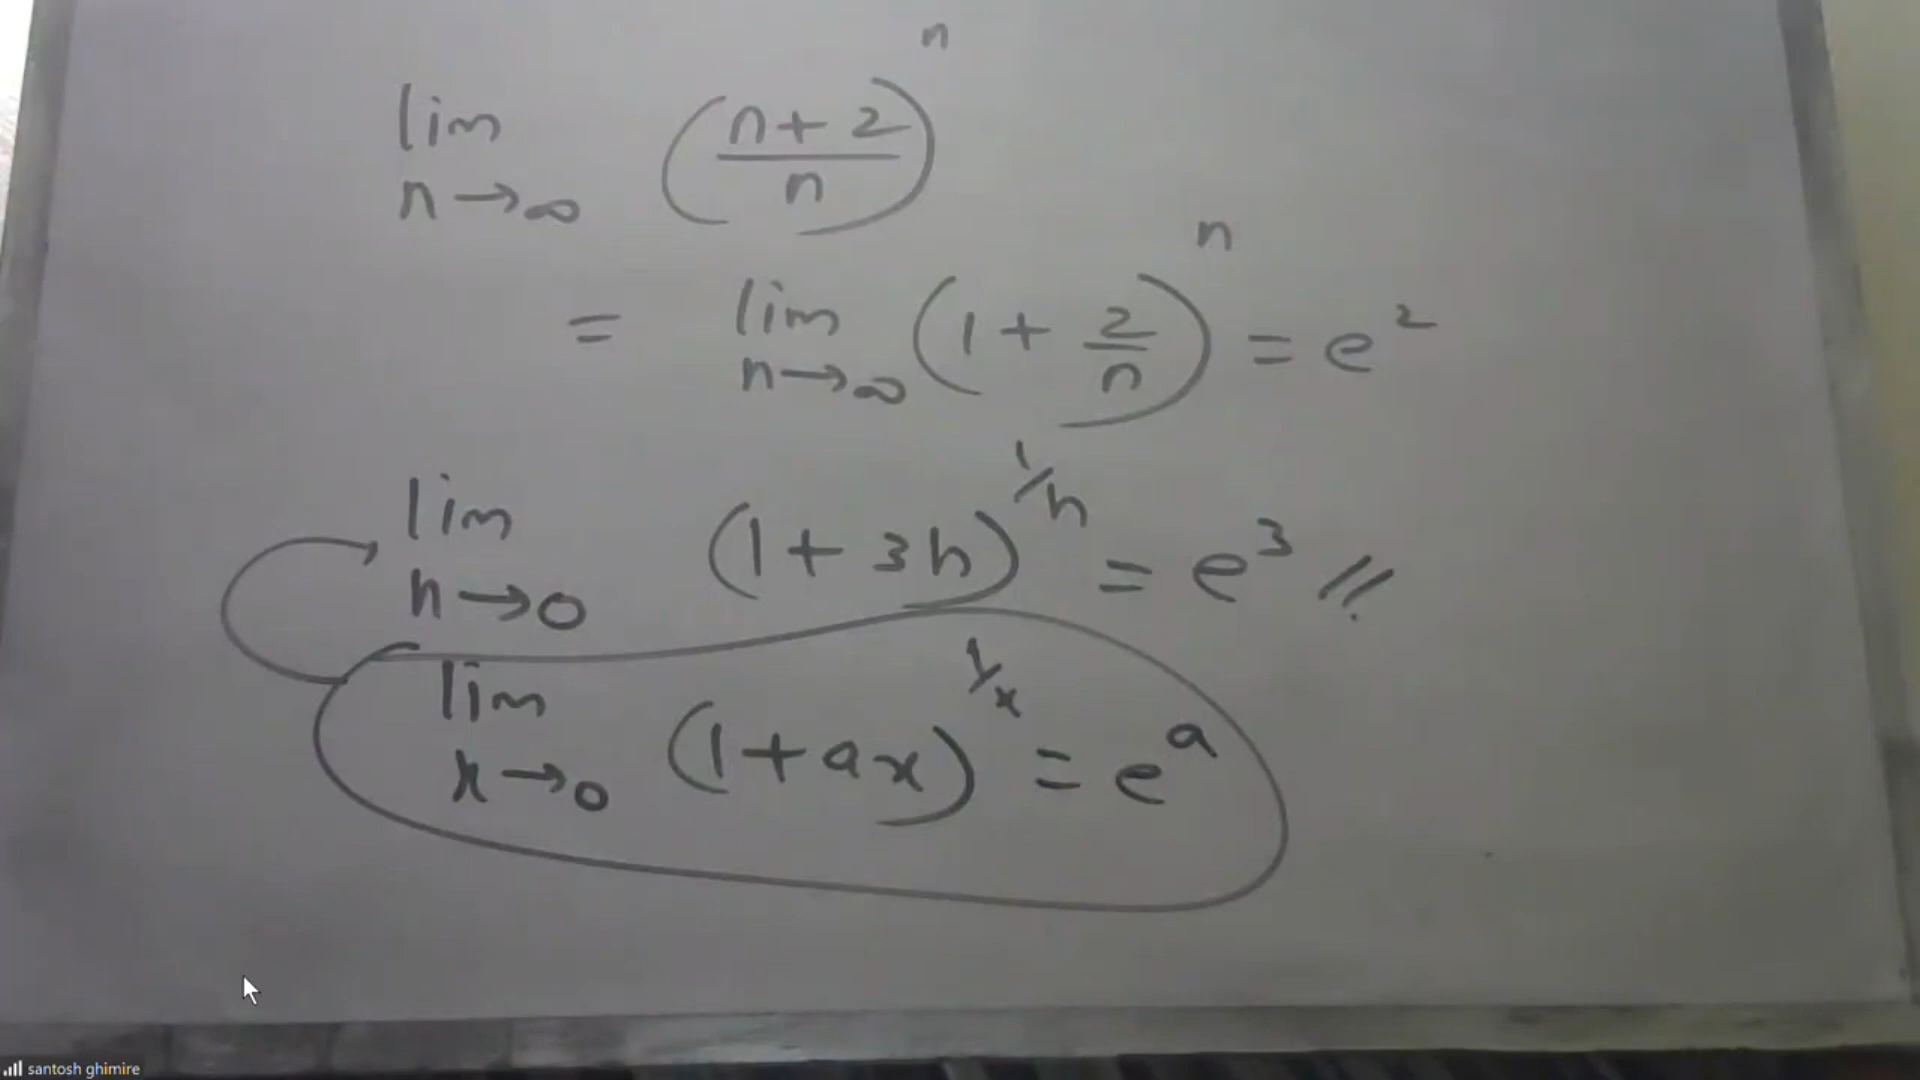 lim n→∞ ((n+2)/n)^n
= lim n→∞ (1 + 2/n)^n = e^2
lim h→0 (1+3h)^1/h = e^3 //
lim x→0 (1+ax)^1/x = e^a
santosh ghimire